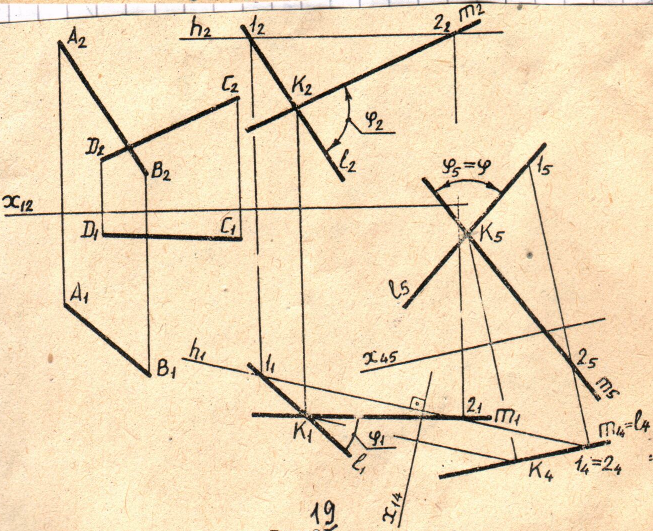 A₂
h₂
1₂
2₂
m₂
C₂
K₂
φ₂
D₂
B₂
l₂
φ₅=φ
1₅
x₁₂
D₁
C₁
K₅
l₅
A₁
B₁
h₁
1₁
x₄₅
2₅
m₅
K₁
φ₁
2₁
m₁
l₁
m₄=l₄
1₄=2₄
K₄
x₁₄
19